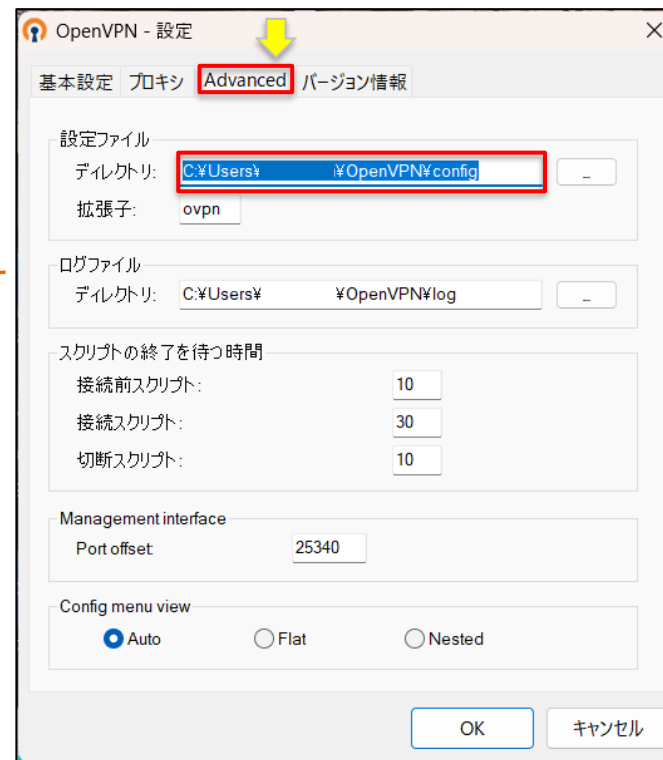 OpenVPN - 設定
基本設定 プロキシ Advanced バージョン情報
設定ファイル
ディレクトリ: C:¥Users¥ ¥OpenVPN¥config ...
拡張子: ovpn
ログファイル
ディレクトリ: C:¥Users¥ ¥OpenVPN¥log ...
スクリプトの終了を待つ時間
接続前スクリプト: 10
接続スクリプト: 30
切断スクリプト: 10
Management interface
Port offset: 25340
Config menu view
Auto Flat Nested
OK キャンセル